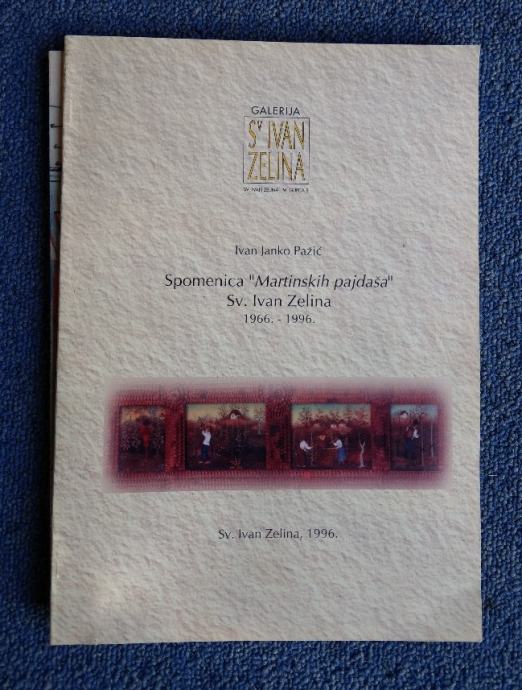 GALERIJA
Sv IVAN
ZELINA
Ivan Janko Pažić
Spomenica "Martinskih pajdaša"
Sv. Ivan Zelina
1966. - 1996.
Sv. Ivan Zelina, 1996.